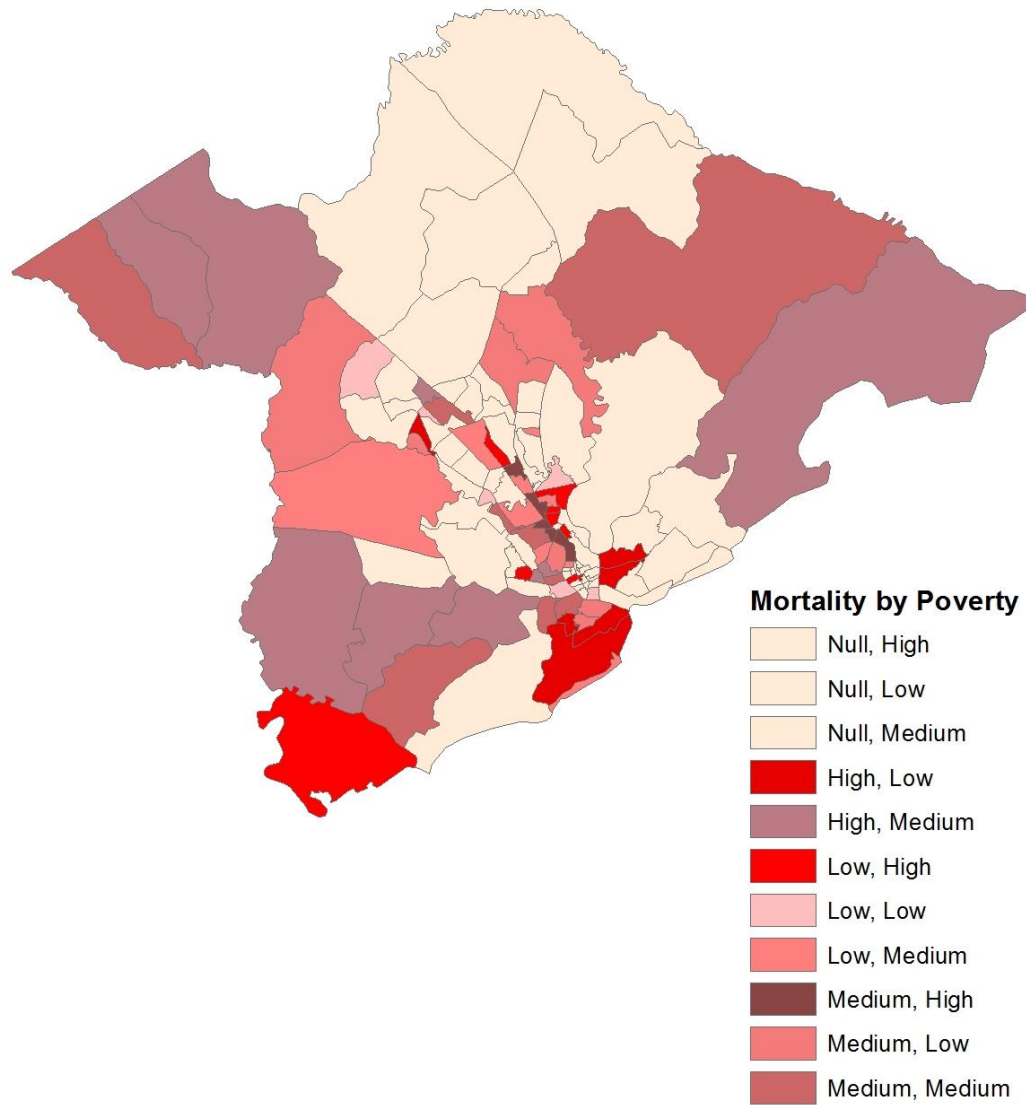 Mortality by Poverty
Null, High
Null, Low
Null, Medium
High, Low
High, Medium
Low, High
Low, Low
Low, Medium
Medium, High
Medium, Low
Medium, Medium